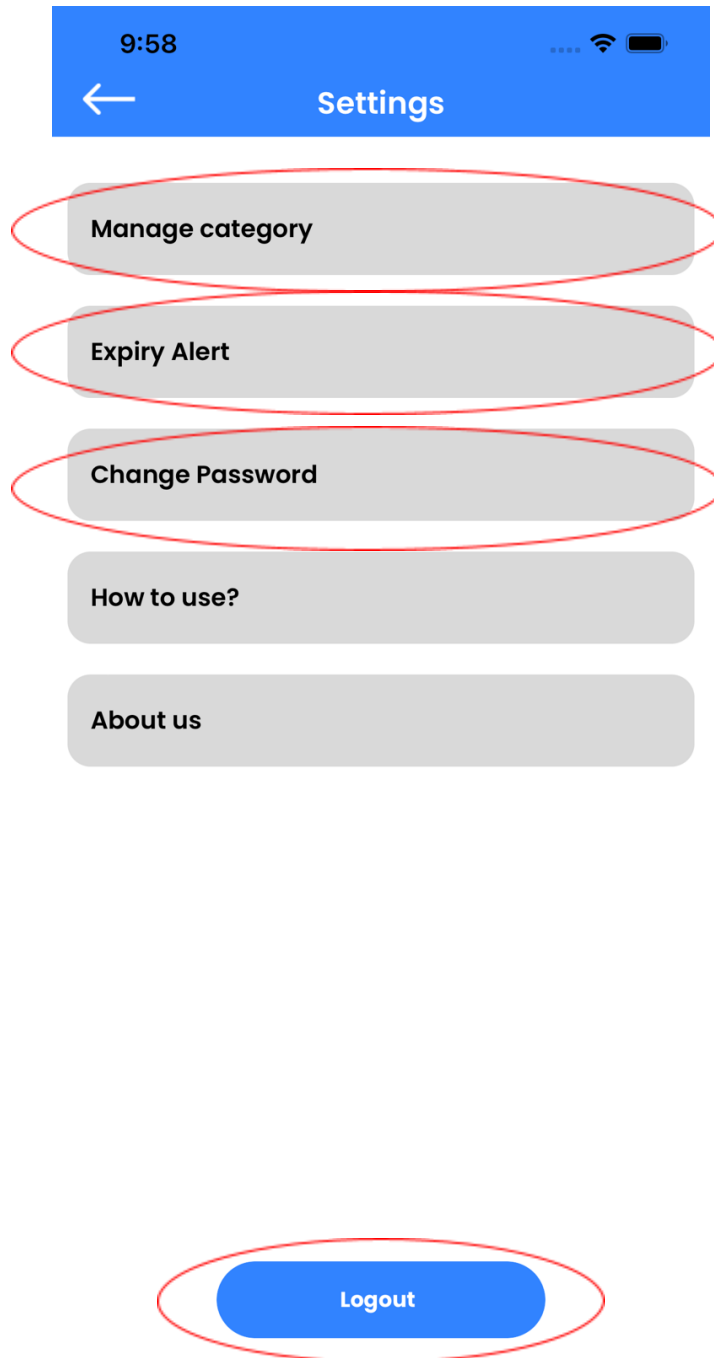 9:58
Settings
Manage category
Expiry Alert
Change Password
How to use?
About us
Logout